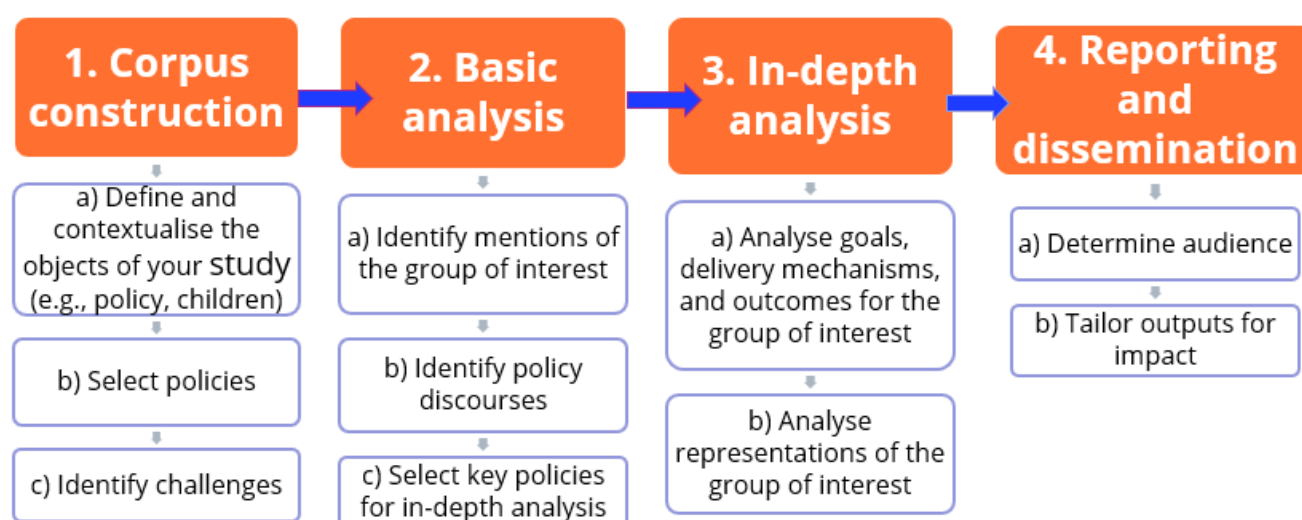 1. Corpus
construction
a) Define and
contextualise the
objects of your study
(e.g., policy, children)
b) Select policies
c) Identify challenges
2. Basic
analysis
a) Identify mentions of
the group of interest
b) Identify policy
discourses
c) Select key policies
for in-depth analysis
3. In-depth
analysis
a) Analyse goals,
delivery mechanisms,
and outcomes for the
group of interest
b) Analyse
representations of the
group of interest
4. Reporting
and
dissemination
a) Determine audience
b) Tailor outputs for
impact